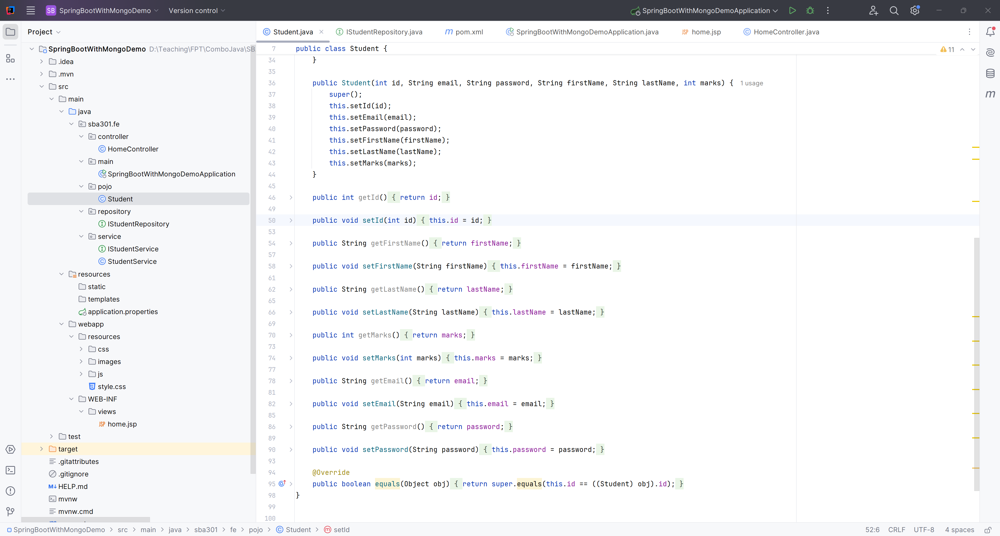 SB SpringBootWithMongoDemo Version control SpringBootWithMongoDemoApplication
Project
Student.java IStudentRepository.java pom.xml SpringBootWithMongoDemoApplication.java home.jsp HomeController.java
SpringBootWithMongoDemo D:\Teaching\FPT\ComboJava\SB
.idea
.mvn
src
main
java
sba301.fe
controller
HomeController
main
SpringBootWithMongoDemoApplication
pojo
Student
repository
IStudentRepository
service
IStudentService
StudentService
resources
static
templates
application.properties
webapp
resources
css
images
js
style.css
WEB-INF
views
JSP home.jsp
test
target
.gitattributes
.gitignore
M↓ HELP.md
mvnw
mvnw.cmd
7 public class Student { 11
34 }
35
36 public Student(int id, String email, String password, String firstName, String lastName, int marks) { 1 usage
37 super();
38 this.setId(id);
39 this.setEmail(email);
40 this.setPassword(password);
41 this.setFirstName(firstName);
42 this.setLastName(lastName);
43 this.setMarks(marks);
44 }
45
46 public int getId() { return id; }
49
50 public void setId(int id) { this.id = id; }
53
54 public String getFirstName() { return firstName; }
57
58 public void setFirstName(String firstName) { this.firstName = firstName; }
61
62 public String getLastName() { return lastName; }
65
66 public void setLastName(String lastName) { this.lastName = lastName; }
69
70 public int getMarks() { return marks; }
73
74 public void setMarks(int marks) { this.marks = marks; }
77
78 public String getEmail() { return email; }
81
82 public void setEmail(String email) { this.email = email; }
85
86 public String getPassword() { return password; }
89
90 public void setPassword(String password) { this.password = password; }
93
94 @Override
95 public boolean equals(Object obj) { return super.equals(this.id == ((Student) obj).id); }
98 }
99
100
SpringBootWithMongoDemo > src > main > java > sba301 > fe > pojo > Student > setId 52:6 CRLF UTF-8 4 spaces